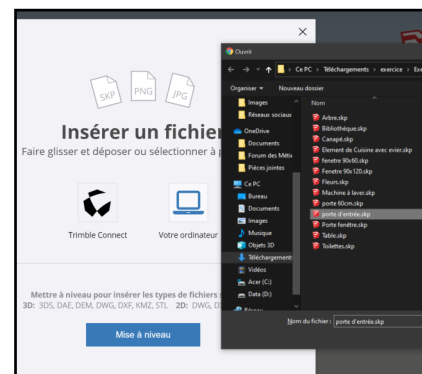 SKP
PNG
JPG
Insérer un fichier
Faire glisser et déposer ou sélectionner à p
Trimble Connect
Votre ordinateur
Mettre à niveau pour insérer les types de fichiers
3D: 3DS, DAE, DEM, DWG, DXF, KMZ, STL 2D: DWG,
Mise à niveau
Ouvrir
Ce PC > Téléchargements > exercice >
Organiser
Nouveau dossier
Images
Réseaux sociaux
OneDrive
Documents
Forum des Métie
Pièces jointes
Ce PC
Bureau
Documents
Images
Musique
Objets 3D
Téléchargement
Vidéos
Acer (C:)
Data (D:)
Réseau
Nom
Arbre.skp
Bibliothèque.skp
Canapé.skp
Element de Cuisine avec evier.skp
fenetre 90x60.skp
Fenetre 90x120.skp
Fleurs.skp
Machine à laver.skp
porte 60cm.skp
porte d'entrée.skp
Porte fenêtre.skp
Table.skp
Toilettes.skp
Nom du fichier : porte d'entrée.skp